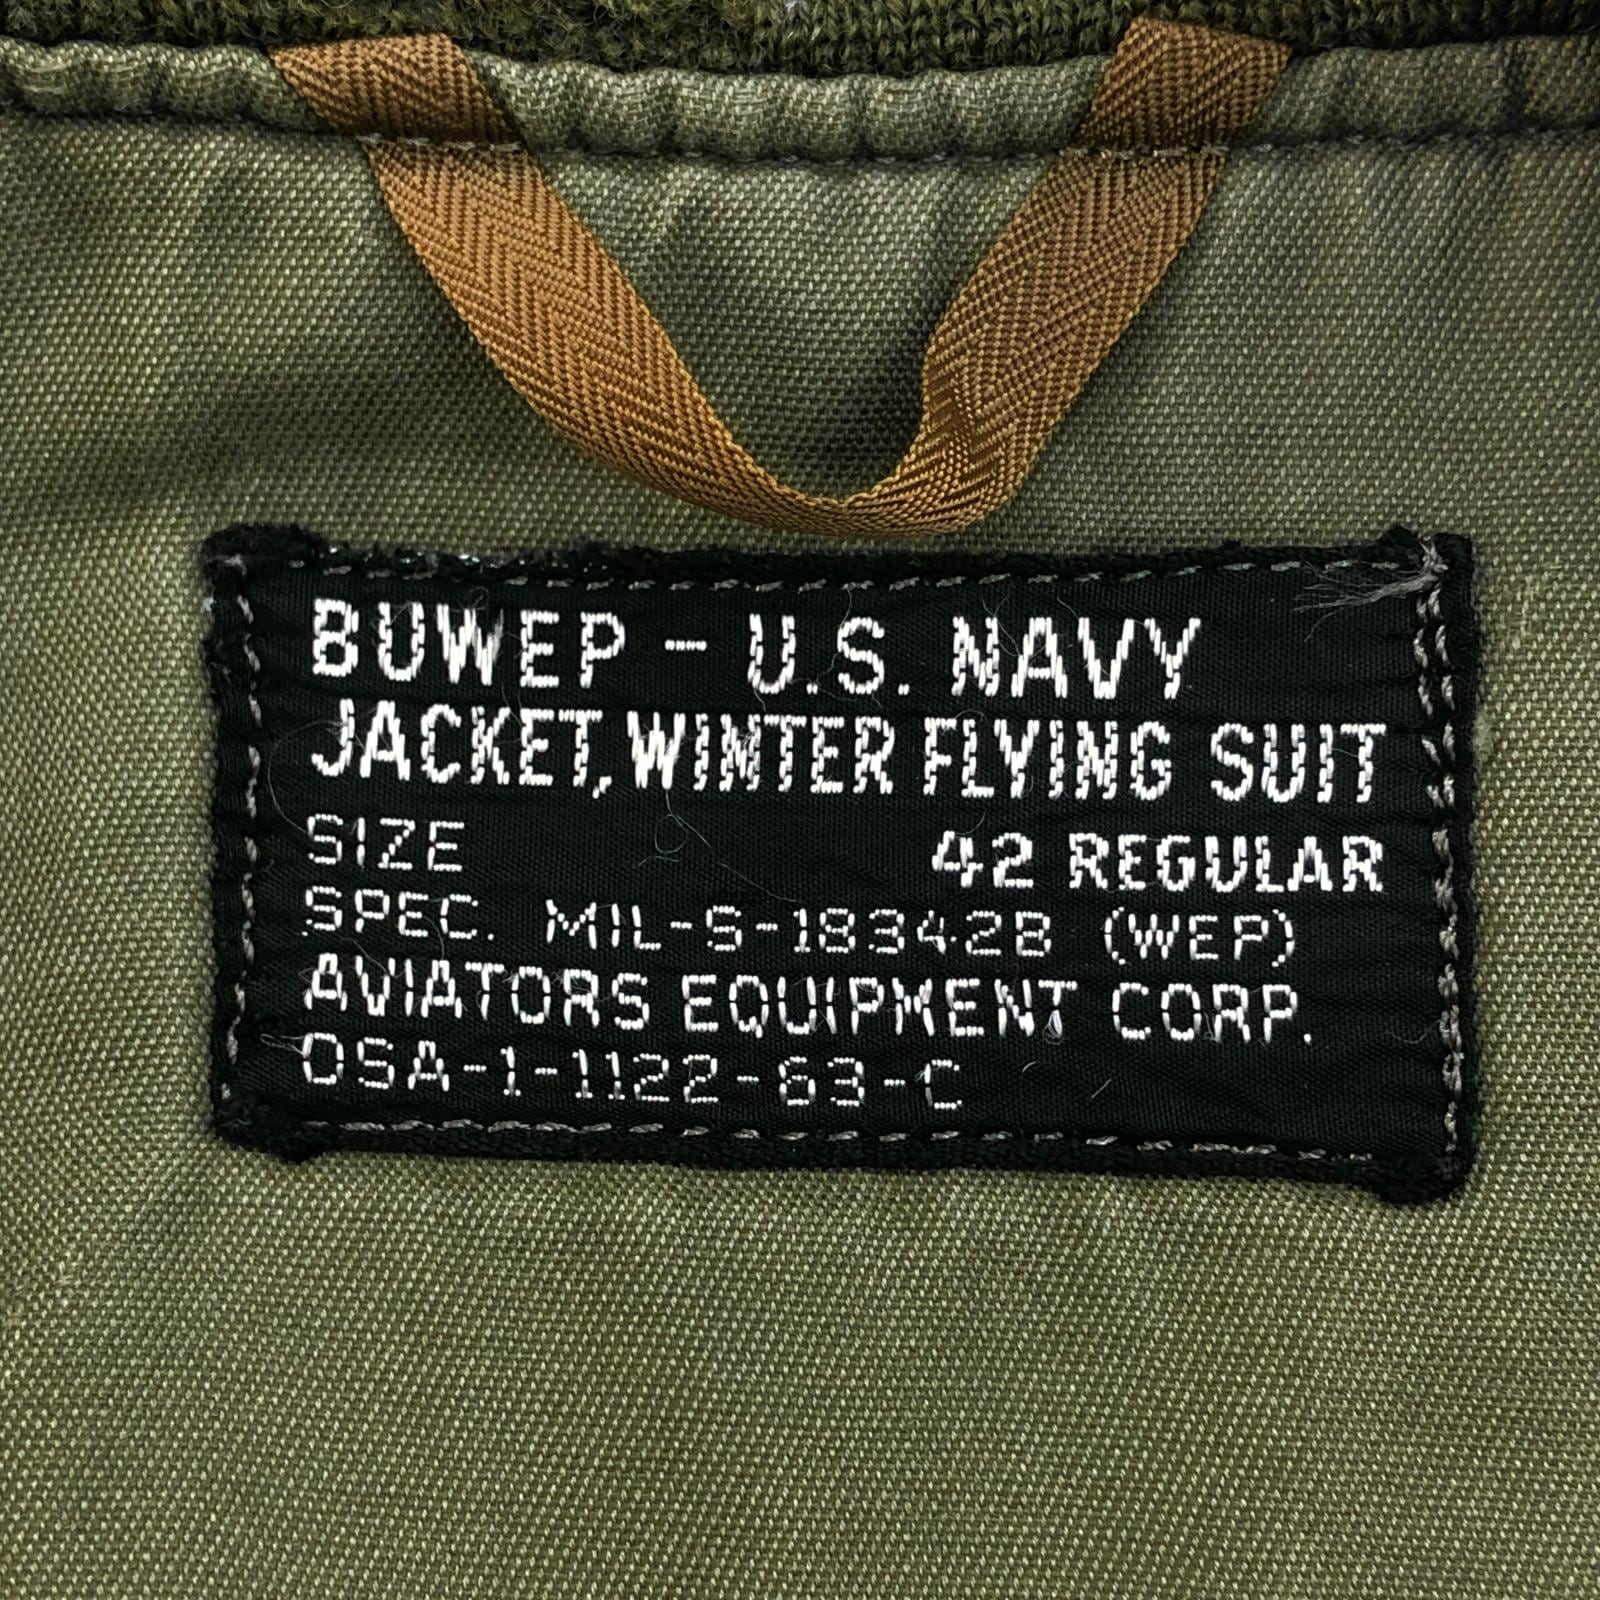 BUWEP - U.S. NAVY
JACKET, WINTER FLYING SUIT
SIZE 42 REGULAR
SPEC. MIL-S-18342B (WEP)
AVIATORS EQUIPMENT CORP.
DSA-1-1122-63-C